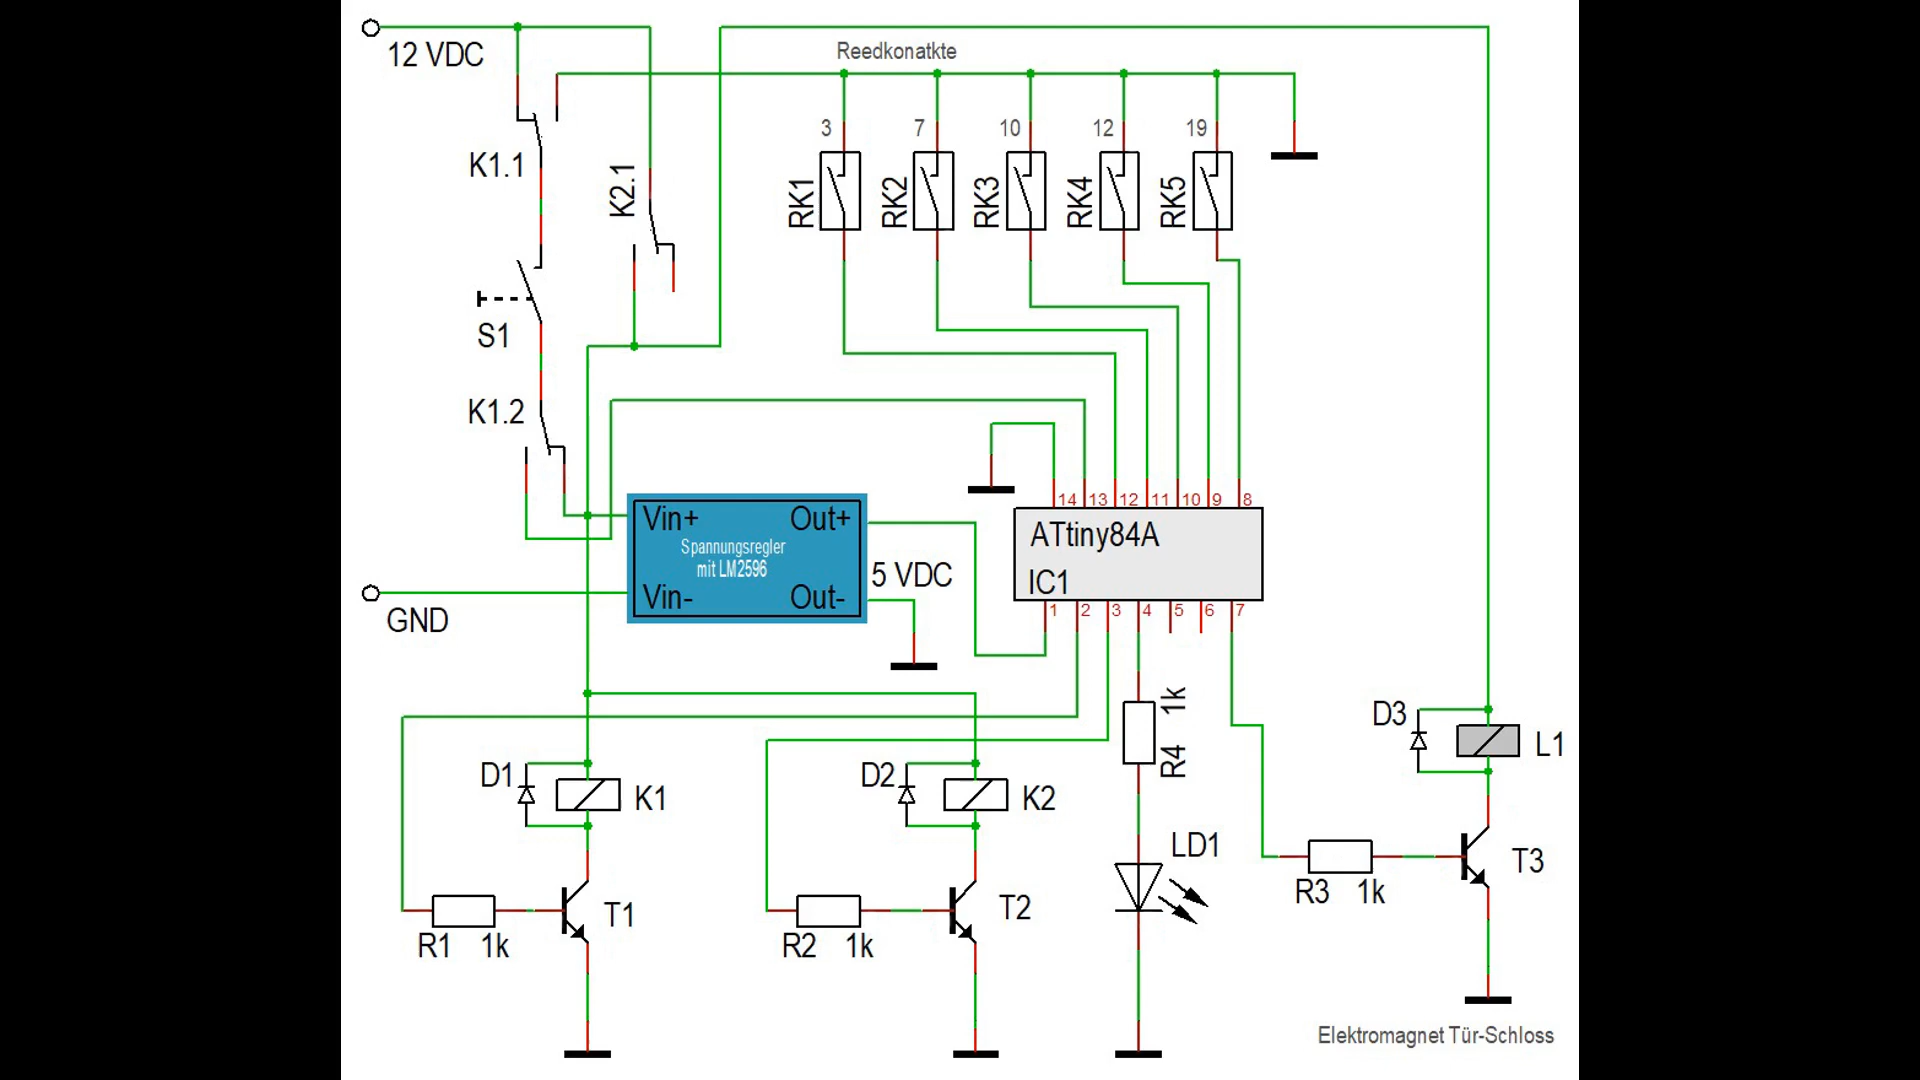 12 VDC
Reedkonatkte
3
7
10
12
19
K1.1
K2.1
RK1
RK2
RK3
RK4
RK5
S1
K1.2
14
13
12
11
10
9
8
Vin+
Out+
Spannungsregler
mit LM2596
Vin-
Out-
5 VDC
ATtiny84A
IC1
GND
1
2
3
4
5
6
7
1k
R4
D3
L1
D1
K1
D2
K2
LD1
T3
R3 1k
T1
T2
R1 1k
R2 1k
Elektromagnet Tür-Schloss